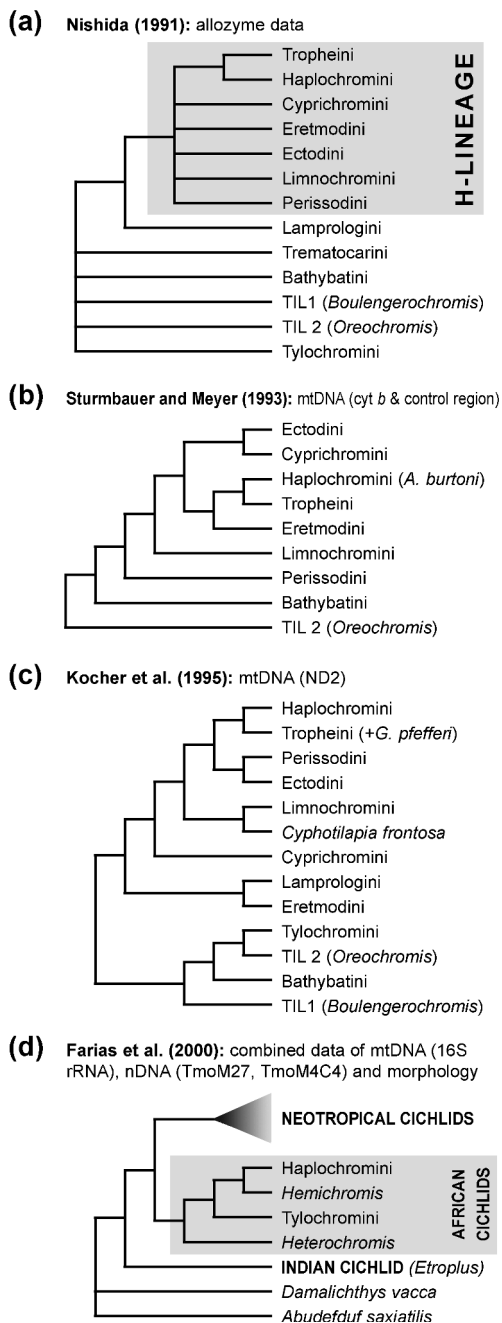 (a) Nishida (1991): allozyme data
Tropheini
Haplochromini
Cyprichromini
Eretmodini
Ectodini
Limnochromini
Perissodini
H-LINEAGE
Lamprologini
Trematocarini
Bathybatini
TIL1 (Boulengerochromis)
TIL 2 (Oreochromis)
Tylochromini
(b) Sturmbauer and Meyer (1993): mtDNA (cyt b & control region)
Ectodini
Cyprichromini
Haplochromini (A. burtoni)
Tropheini
Eretmodini
Limnochromini
Perissodini
Bathybatini
TIL 2 (Oreochromis)
(c) Kocher et al. (1995): mtDNA (ND2)
Haplochromini
Tropheini (+G. pfefferi)
Perissodini
Ectodini
Limnochromini
Cyphotilapia frontosa
Cyprichromini
Lamprologini
Eretmodini
Tylochromini
TIL 2 (Oreochromis)
Bathybatini
TIL1 (Boulengerochromis)
(d) Farias et al. (2000): combined data of mtDNA (16S
rRNA), nDNA (TmoM27, TmoM4C4) and morphology
NEOTROPICAL CICHLIDS
Haplochromini
Hemichromis
Tylochromini
Heterochromis
AFRICAN
CICHLIDS
INDIAN CICHLID (Etroplus)
Damalichthys vacca
Abudefduf saxiatilis